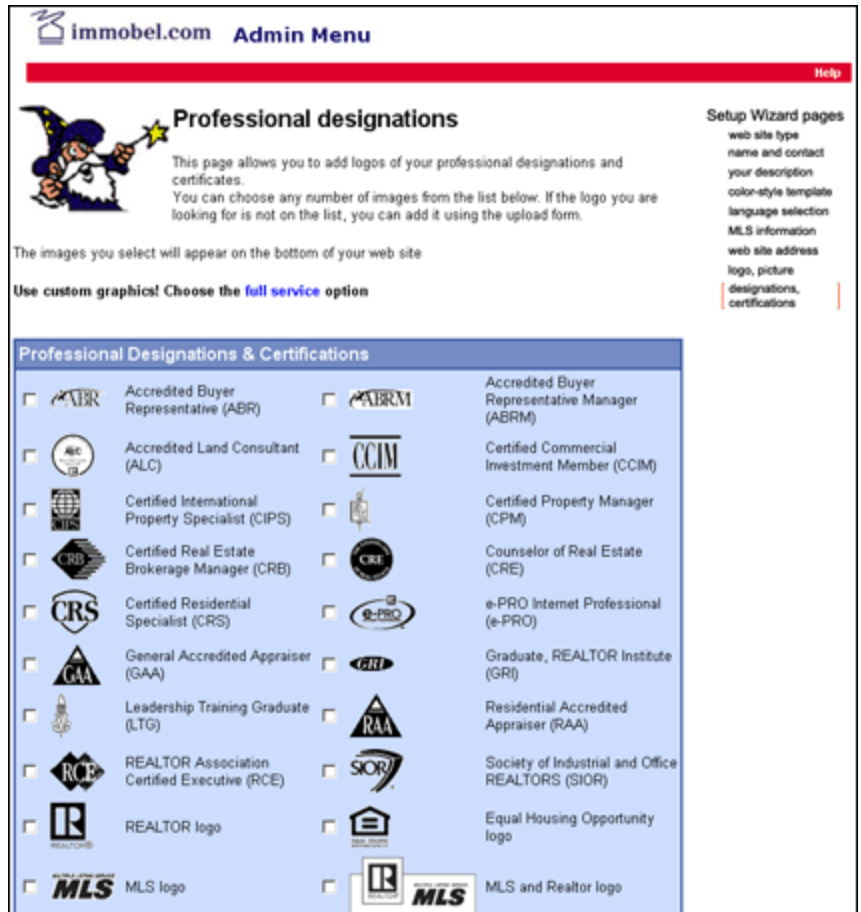 immobel.com Admin Menu
Help
Professional designations
This page allows you to add logos of your professional designations and
certificates.
You can choose any number of images from the list below. If the logo you are
looking for is not on the list, you can add it using the upload form.
The images you select will appear on the bottom of your web site
Use custom graphics! Choose the full service option
Setup Wizard pages
web site type
name and contact
your description
color-style template
language selection
MLS information
web site address
logo, picture
designations,
certifications
Professional Designations & Certifications
ABR
Accredited Buyer
Representative (ABR)
ABRM
Accredited Buyer
Representative Manager
(ABRM)
ALC
Accredited Land Consultant
(ALC)
CCIM
Certified Commercial
Investment Member (CCIM)
CIPS
Certified International
Property Specialist (CIPS)
Certified Property Manager
(CPM)
CRB
Certified Real Estate
Brokerage Manager (CRB)
CRE
Counselor of Real Estate
(CRE)
CRS
Certified Residential
Specialist (CRS)
e-PRO
e-PRO Internet Professional
(e-PRO)
GAA
General Accredited Appraiser
(GAA)
GRI
Graduate, REALTOR Institute
(GRI)
Leadership Training Graduate
(LTG)
RAA
Residential Accredited
Appraiser (RAA)
RCE
REALTOR Association
Certified Executive (RCE)
SIOR
Society of Industrial and Office
REALTORS (SIOR)
R
REALTOR®
REALTOR logo
Equal Housing Opportunity
logo
MULTIPLE LISTING SERVICE
MLS
MLS logo
R
REALTOR
MLS
MLS and Realtor logo